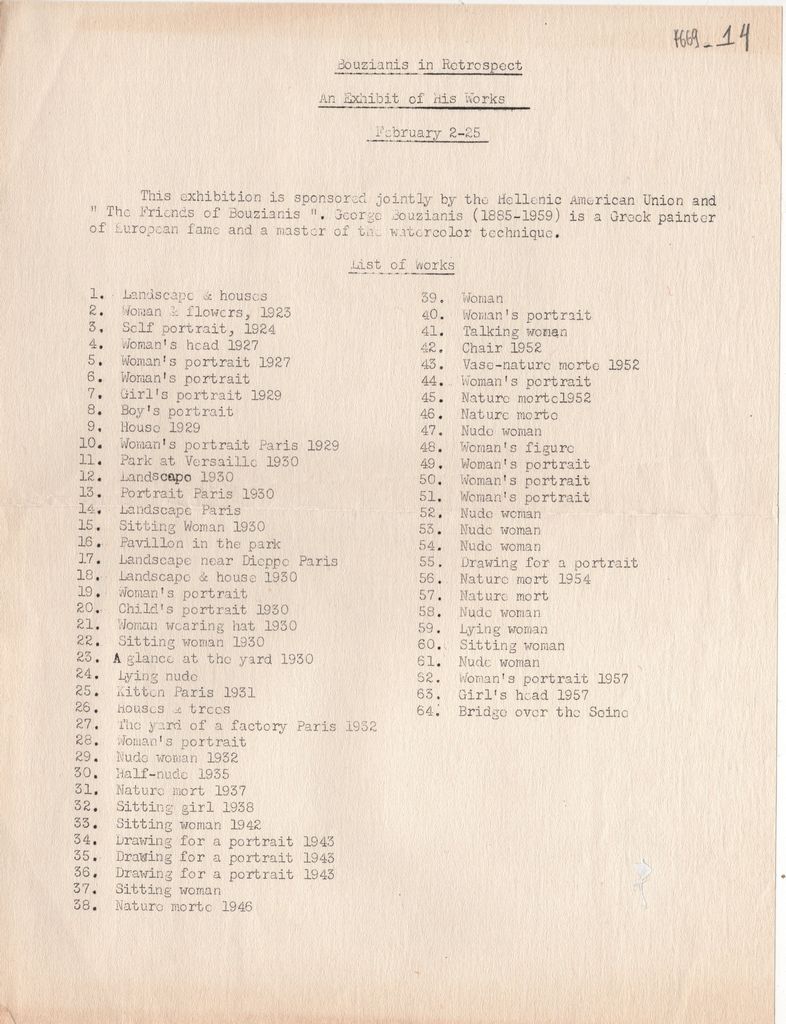 7669-14
Bouzianis in Retrospect
An Exhibit of His Works
February 2-25
This exhibition is sponsored jointly by the Hellenic American Union and
" The Friends of Bouzianis ". George Bouzianis (1885-1959) is a Greek painter
of European fame and a master of the watercolor technique.
List of Works
1. Landscape & houses
2. Woman & flowers, 1923
3. Self portrait, 1924
4. Woman's head 1927
5. Woman's portrait 1927
6. Woman's portrait
7. Girl's portrait 1929
8. Boy's portrait
9. House 1929
10. Woman's portrait Paris 1929
11. Park at Versaille 1930
12. Landscape 1930
13. Portrait Paris 1930
14. Landscape Paris
15. Sitting Woman 1930
16. Pavillon in the park
17. Landscape near Dieppe Paris
18. Landscape & house 1930
19. Woman's portrait
20. Child's portrait 1930
21. Woman wearing hat 1930
22. Sitting woman 1930
23. A glance at the yard 1930
24. Lying nude
25. Kitten Paris 1931
26. Houses & trees
27. The yard of a factory Paris 1932
28. Woman's portrait
29. Nude woman 1932
30. Half-nude 1935
31. Nature mort 1937
32. Sitting girl 1938
33. Sitting woman 1942
34. Drawing for a portrait 1943
35. Drawing for a portrait 1943
36. Drawing for a portrait 1943
37. Sitting woman
38. Nature morte 1946
39. Woman
40. Woman's portrait
41. Talking woman
42. Chair 1952
43. Vase-nature morte 1952
44. Woman's portrait
45. Nature morte1952
46. Nature morte
47. Nude woman
48. Woman's figure
49. Woman's portrait
50. Woman's portrait
51. Woman's portrait
52. Nude woman
53. Nude woman
54. Nude woman
55. Drawing for a portrait
56. Nature mort 1954
57. Nature mort
58. Nude woman
59. Lying woman
60. Sitting woman
61. Nude woman
62. Woman's portrait 1957
63. Girl's head 1957
64. Bridge over the Seine